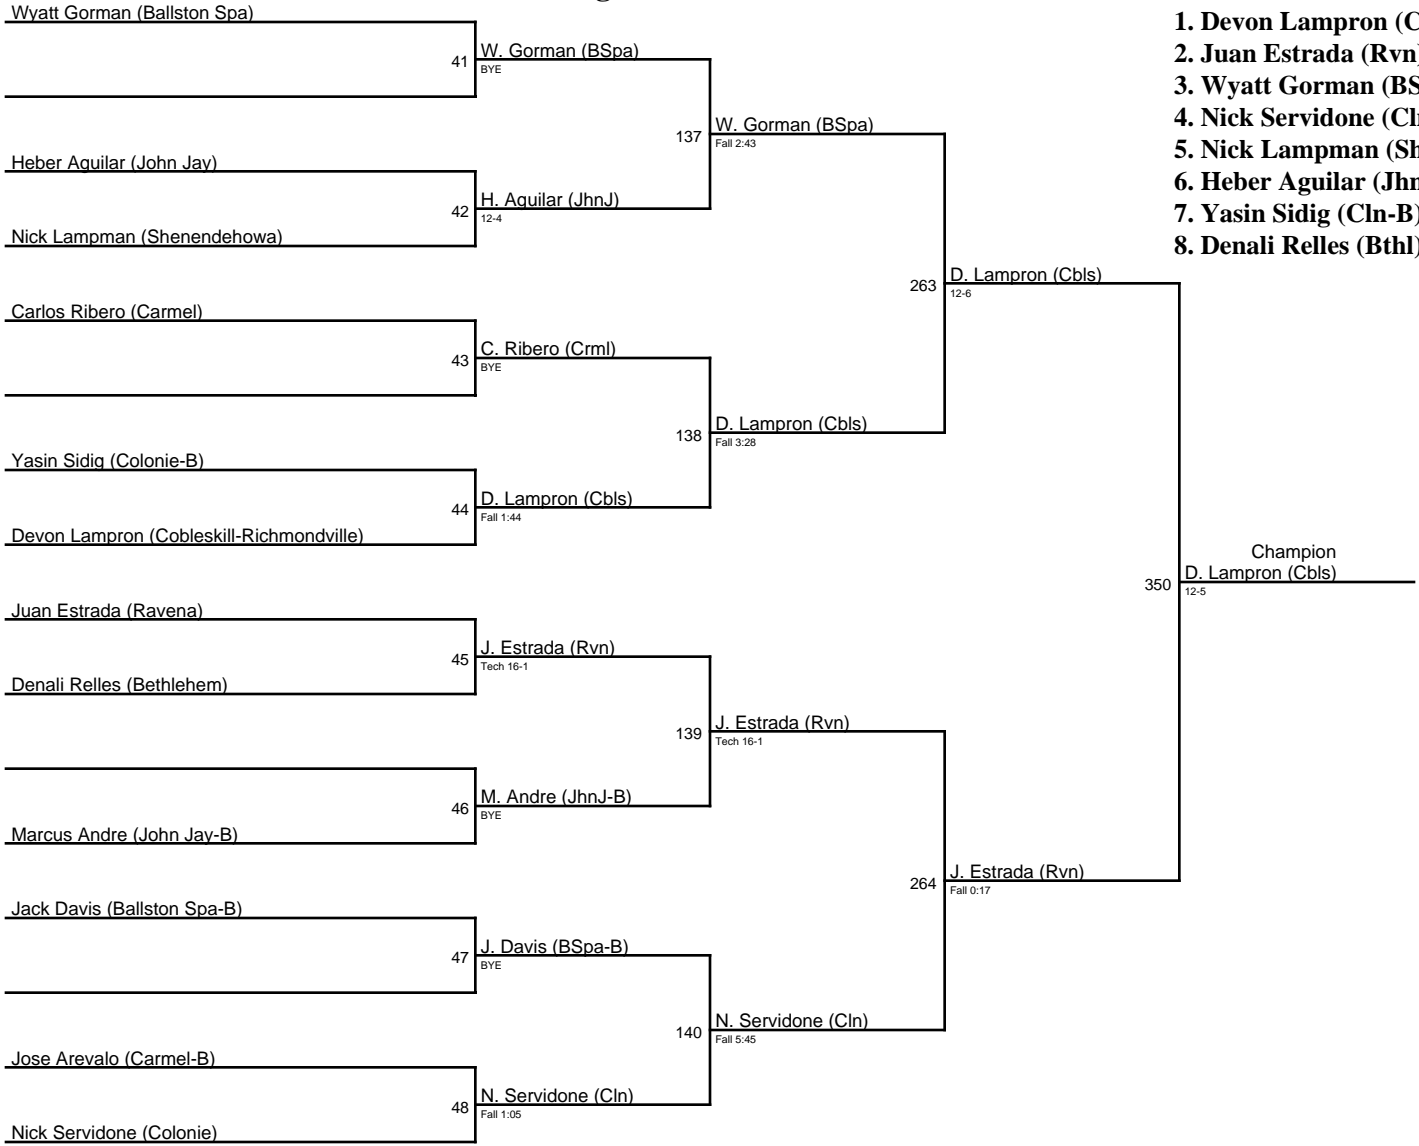 Wyatt Gorman (Ballston Spa)
41
W. Gorman (BSpa)
BYE
137
W. Gorman (BSpa)
Fall 2:43
Heber Aguilar (John Jay)
42
H. Aguilar (JhnJ)
12-4
Nick Lampman (Shenendehowa)
263
D. Lampron (Cbls)
12-6
Carlos Ribero (Carmel)
43
C. Ribero (Crml)
BYE
138
D. Lampron (Cbls)
Fall 3:28
Yasin Sidig (Colonie-B)
44
D. Lampron (Cbls)
Fall 1:44
Devon Lampron (Cobleskill-Richmondville)
350
Champion
D. Lampron (Cbls)
12-5
Juan Estrada (Ravena)
45
J. Estrada (Rvn)
Tech 16-1
Denali Relles (Bethlehem)
139
J. Estrada (Rvn)
Tech 16-1
46
M. Andre (JhnJ-B)
BYE
Marcus Andre (John Jay-B)
264
J. Estrada (Rvn)
Fall 0:17
Jack Davis (Ballston Spa-B)
47
J. Davis (BSpa-B)
BYE
140
N. Servidone (Cln)
Fall 5:45
Jose Arevalo (Carmel-B)
48
N. Servidone (Cln)
Fall 1:05
Nick Servidone (Colonie)
1. Devon Lampron (C
2. Juan Estrada (Rvn)
3. Wyatt Gorman (BS
4. Nick Servidone (Cln
5. Nick Lampman (Sh
6. Heber Aguilar (Jhn
7. Yasin Sidig (Cln-B)
8. Denali Relles (Bthl)